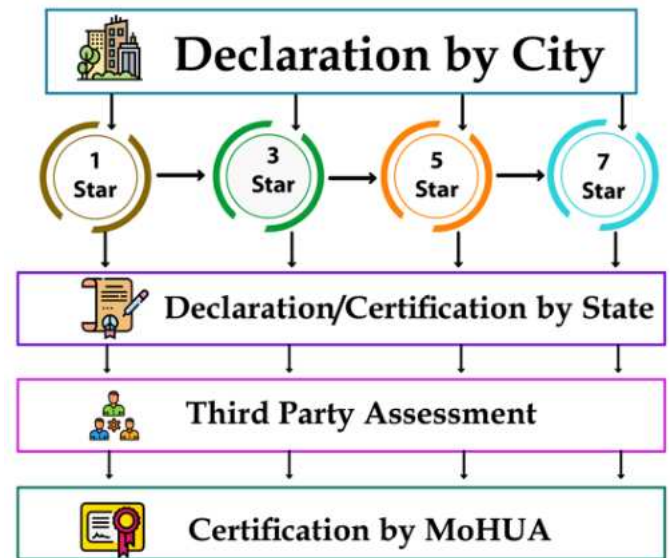 Declaration by City
1
Star
3
Star
5
Star
7
Star
Declaration/Certification by State
Third Party Assessment
Certification by MoHUA